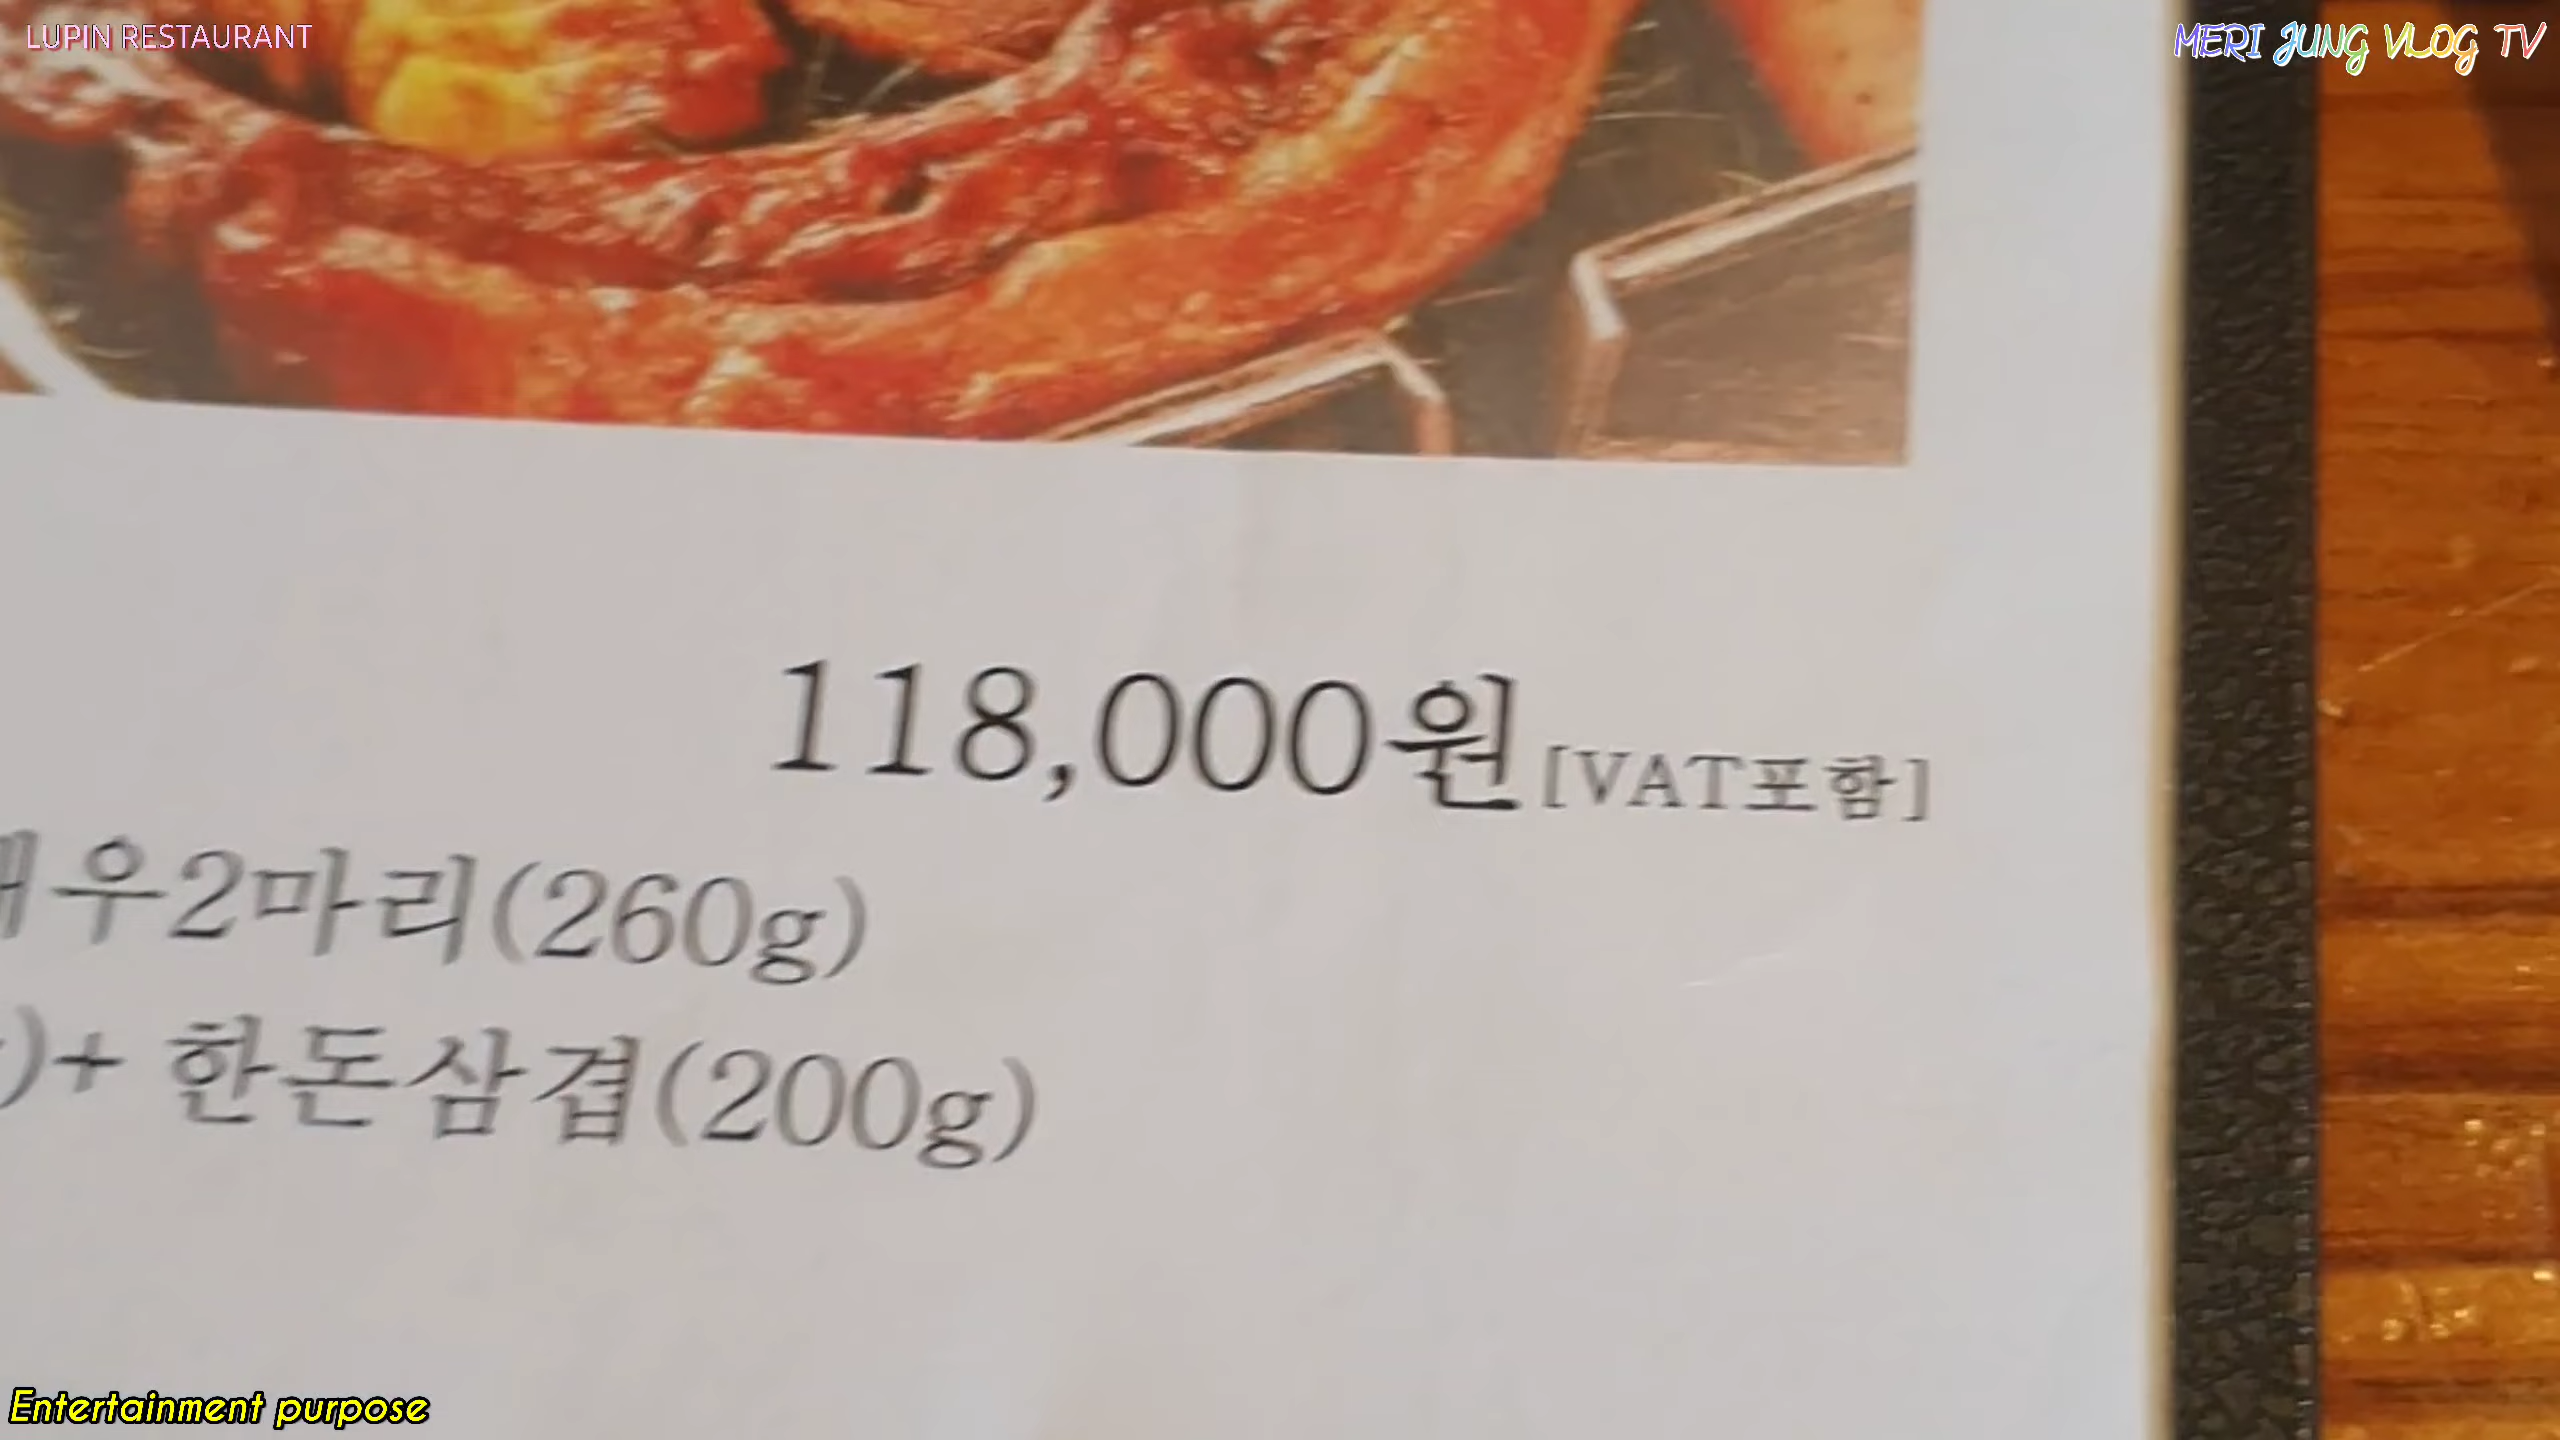 LUPIN RESTAURANT
MERI JUNG VLOG TV
118,000원[VAT포함]
우2마리(260g)
)+ 한돈삼겹(200g)
Entertainment purpose